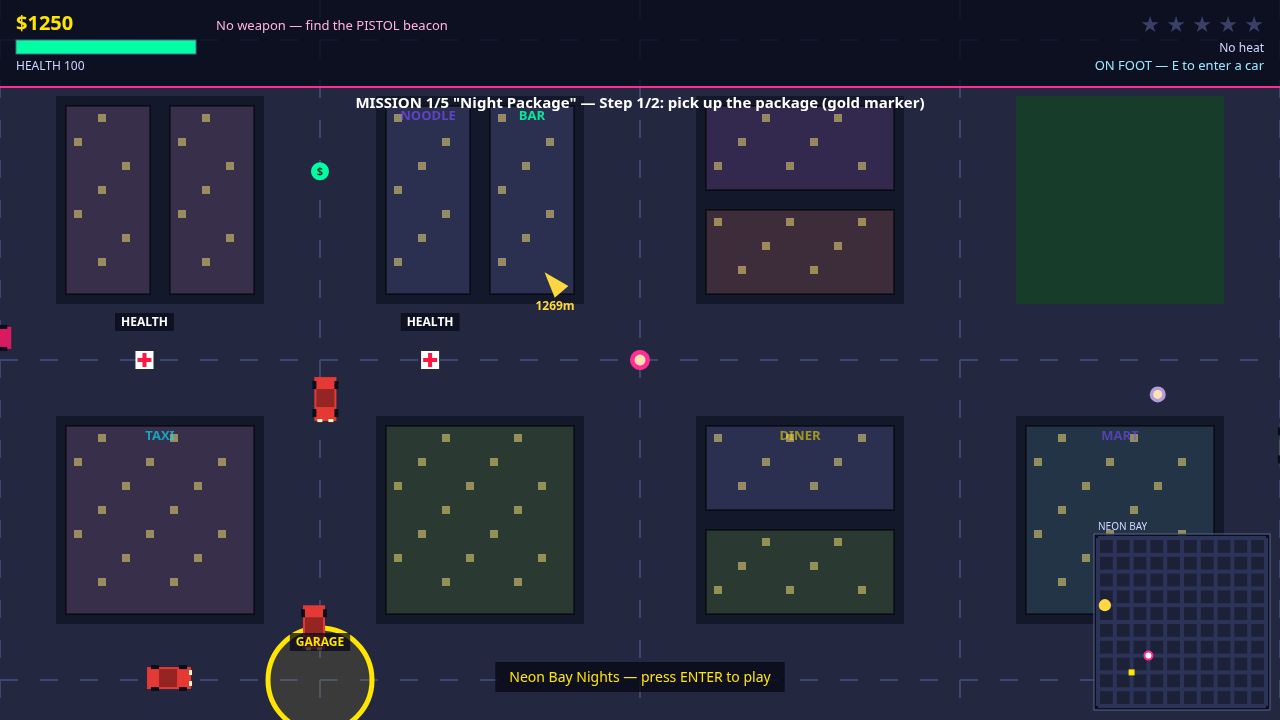 $1250
No weapon — find the PISTOL beacon
No heat
HEALTH 100
ON FOOT — E to enter a car
MISSION 1/5 "Night Package" — Step 1/2: pick up the package (gold marker)
NOODLE
BAR
$
1269m
HEALTH
HEALTH
TAXI
DINER
MART
NEON BAY
GARAGE
Neon Bay Nights — press ENTER to play